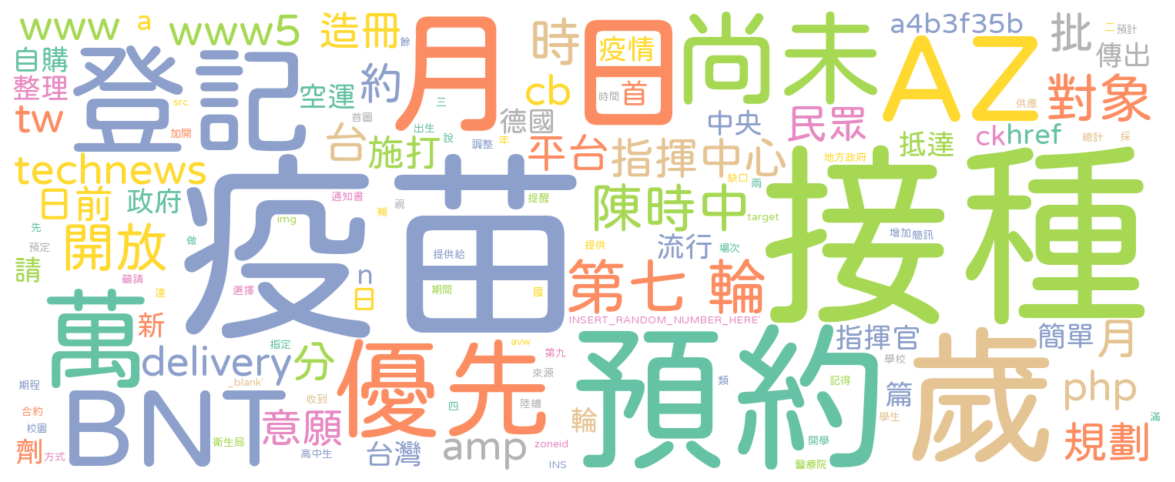 www
a
www5
造冊
餘
月
日
時
疫情
尚未
AZ
a4b3f35b
批
二
預計
傳出
自購
整理
登記
空運
約
首圖
三
cb
首
時間
對象
供應
tw
src
加開
台
出生
說
施打
調整
年
德國
平台
指揮中心
中央
民眾
抵達
ck
href
總計
採
technews
疫苗
接種
地方政府
缺口
兩
日前
政府
通知書
補
親
提醒
陳時中
target
先
開放
預定
做
img
提供給
流行
提供
場次
增加
簡訊
請
籲請
連
選擇
n
日
期間
國
第七
輪
INSERT_RANDOM_NUMBER_HERE
萬
新
delivery
分
指定
優先
avw
第九
預約
指揮官
歲
簡單
月
期程
_blank'
收到
來源
陸續
類
記得
學校
篇
php
合約
校園
BNT
四
輪
學生
滿
劑
方式
衛生局
意願
高中生
台灣
amp
zoneid
INS
開學
醫療院
規劃